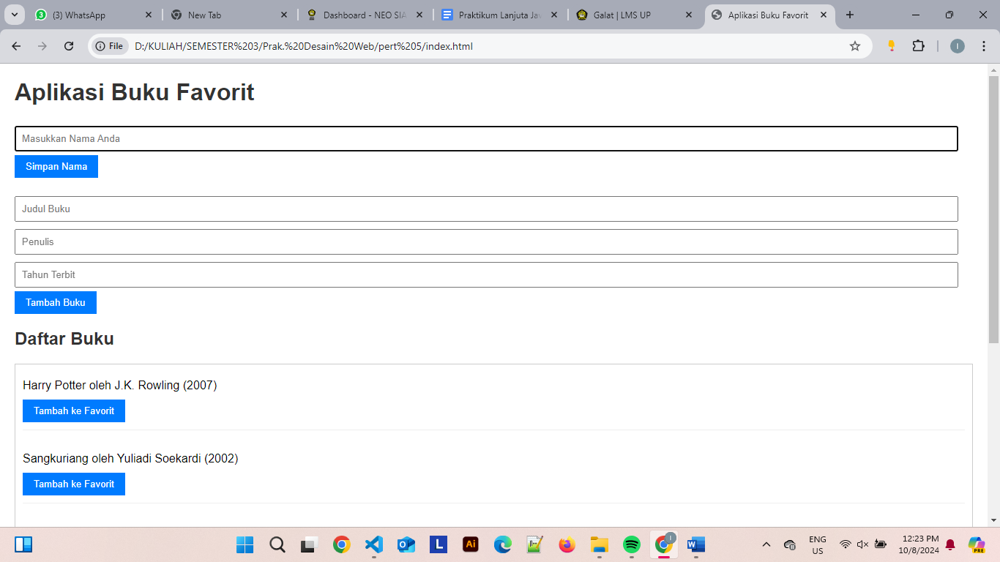 (3) WhatsApp
New Tab
Dashboard - NEO SIA
Praktikum Lanjuta Jav
Galat | LMS UP
Aplikasi Buku Favorit
File
D:/KULIAH/SEMESTER%203/Prak.%20Desain%20Web/pert%205/index.html
I
Aplikasi Buku Favorit
Masukkan Nama Anda
Simpan Nama
Judul Buku
Penulis
Tahun Terbit
Tambah Buku
Daftar Buku
Harry Potter oleh J.K. Rowling (2007)
Tambah ke Favorit
Sangkuriang oleh Yuliadi Soekardi (2002)
Tambah ke Favorit
L
Ai
I
W
PRE
ENG
US
12:23 PM
10/8/2024